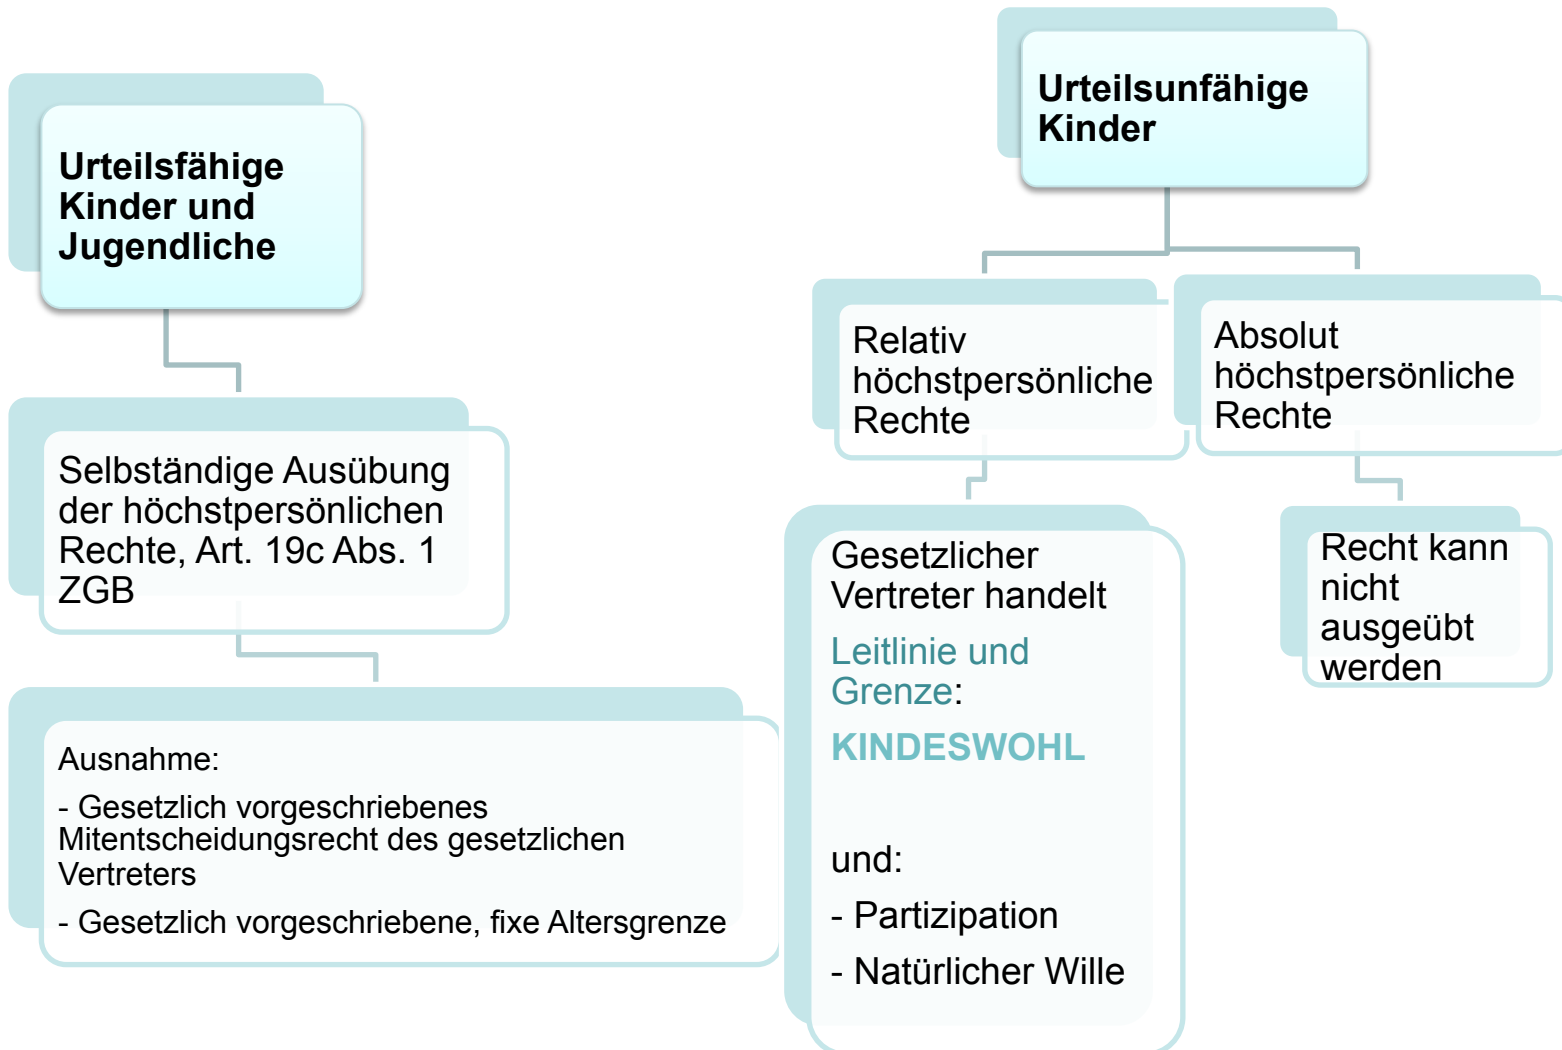 Urteilsfähige
Kinder und
Jugendliche
Selbständige Ausübung
der höchstpersönlichen
Rechte, Art. 19c Abs. 1
ZGB
Ausnahme:
- Gesetzlich vorgeschriebenes
Mitentscheidungsrecht des gesetzlichen
Vertreters
- Gesetzlich vorgeschriebene, fixe Altersgrenze
Urteilsunfähige
Kinder
Relativ
höchstpersönliche
Rechte
Gesetzlicher
Vertreter handelt
Leitlinie und
Grenze:
KINDESWOHL
und:
- Partizipation
- Natürlicher Wille
Absolut
höchstpersönliche
Rechte
Recht kann
nicht
ausgeübt
werden